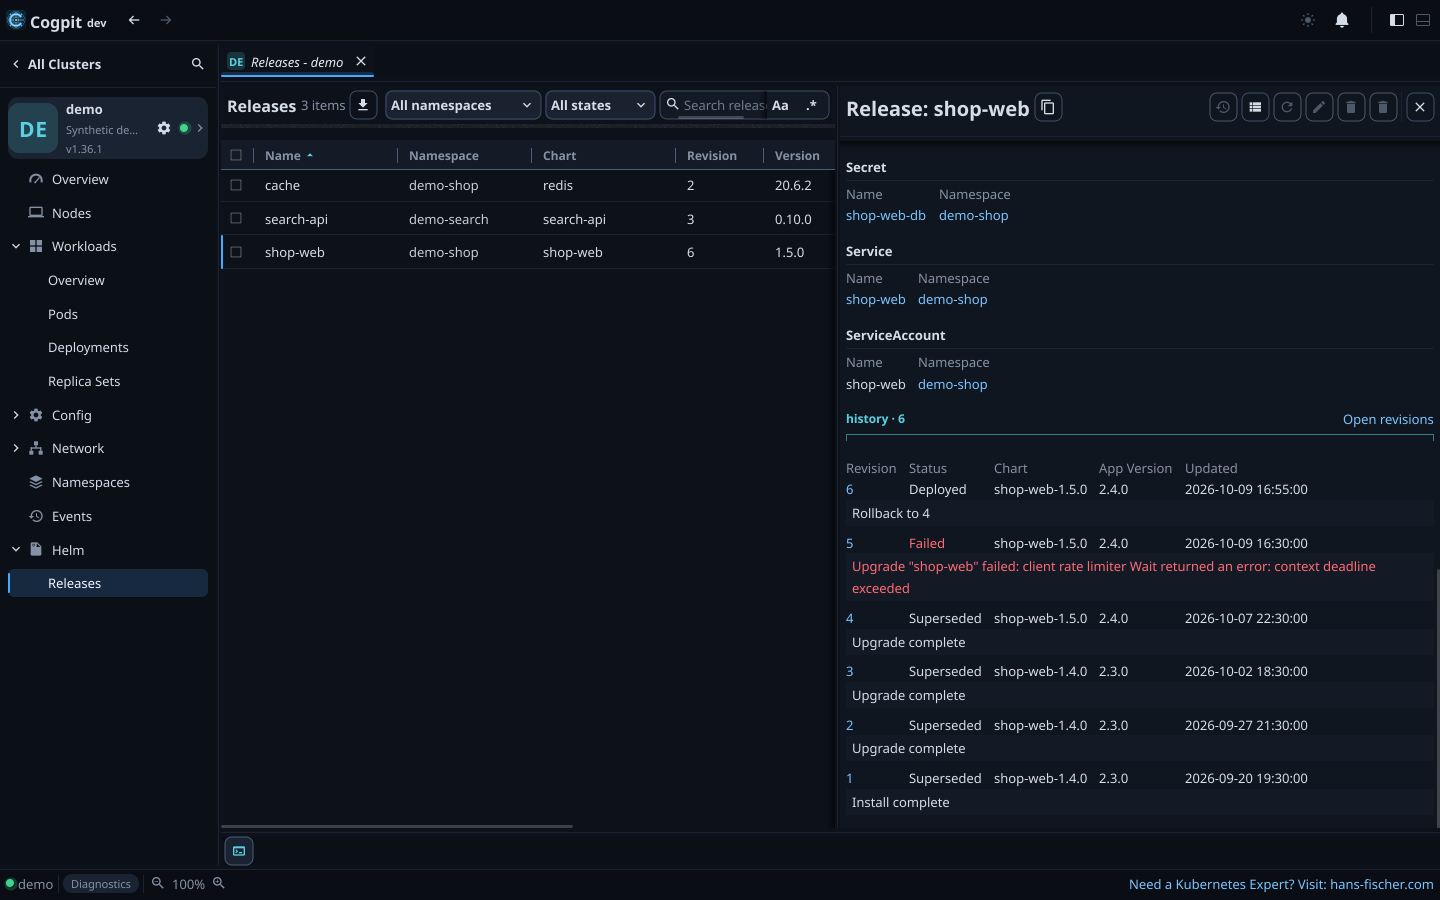 Cogpit dev
All Clusters
DE
demo
Synthetic de...
v1.36.1
Overview
Nodes
Workloads
Overview
Pods
Deployments
Replica Sets
Config
Network
Namespaces
Events
Helm
Releases
DE Releases - demo
Releases 3 items All namespaces All states Search releas Aa .*
Name Namespace Chart Revision Version
cache demo-shop redis 2 20.6.2
search-api demo-search search-api 3 0.10.0
shop-web demo-shop shop-web 6 1.5.0
Release: shop-web
Secret
Name Namespace
shop-web-db demo-shop
Service
Name Namespace
shop-web demo-shop
ServiceAccount
Name Namespace
shop-web demo-shop
history · 6 Open revisions
Revision Status Chart App Version Updated
6 Deployed shop-web-1.5.0 2.4.0 2026-10-09 16:55:00
Rollback to 4
5 Failed shop-web-1.5.0 2.4.0 2026-10-09 16:30:00
Upgrade "shop-web" failed: client rate limiter Wait returned an error: context deadline
exceeded
4 Superseded shop-web-1.5.0 2.4.0 2026-10-07 22:30:00
Upgrade complete
3 Superseded shop-web-1.4.0 2.3.0 2026-10-02 18:30:00
Upgrade complete
2 Superseded shop-web-1.4.0 2.3.0 2026-09-27 21:30:00
Upgrade complete
1 Superseded shop-web-1.4.0 2.3.0 2026-09-20 19:30:00
Install complete
demo Diagnostics 100% Need a Kubernetes Expert? Visit: hans-fischer.com